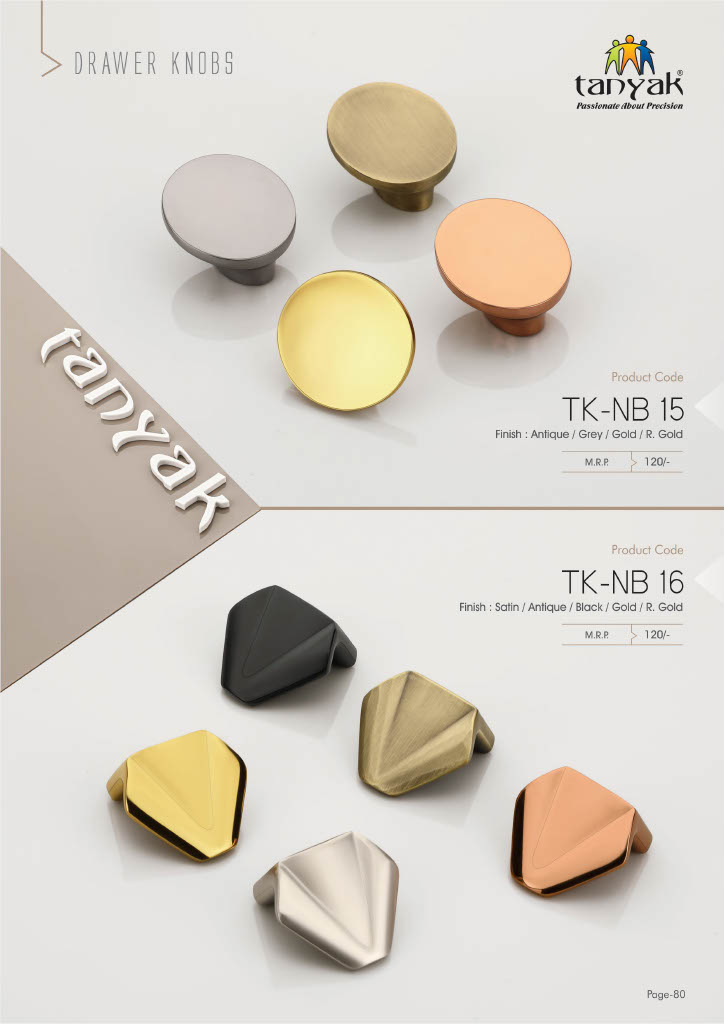 DRAWER KNOBS
tanyak®
Passionate About Precision
tanyak
Product Code
TK-NB 15
Finish : Antique / Grey / Gold / R. Gold
M.R.P. 120/-
Product Code
TK-NB 16
Finish : Satin / Antique / Black / Gold / R. Gold
M.R.P. 120/-
Page-80